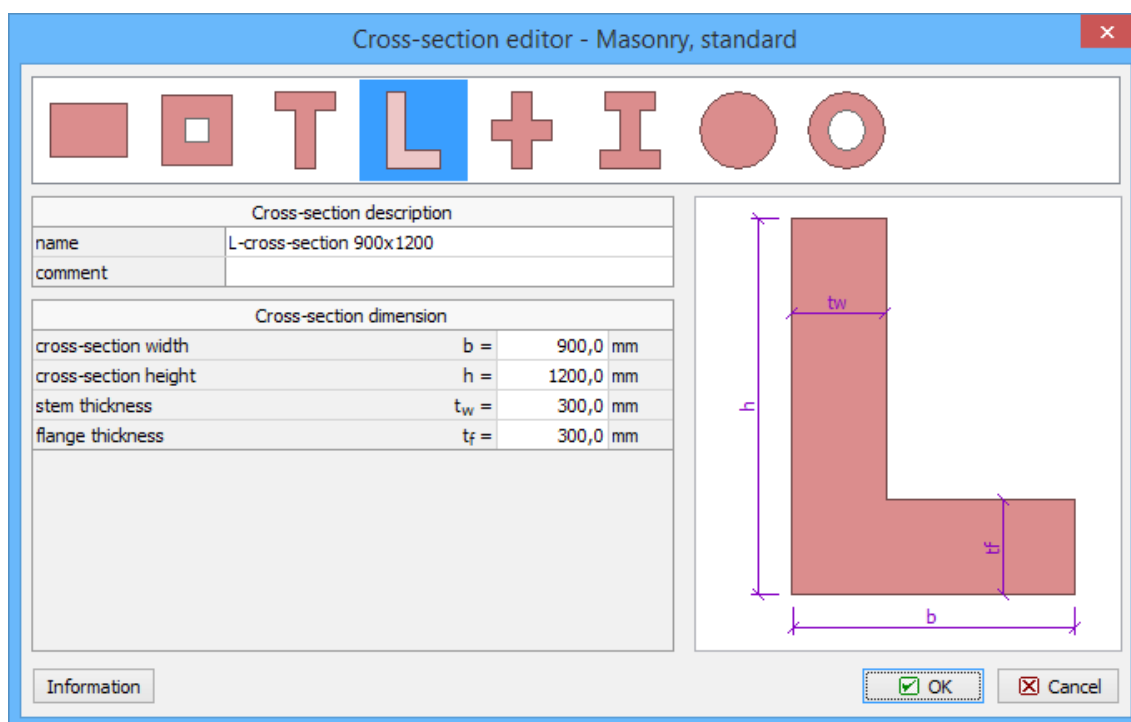 Cross-section editor - Masonry, standard
Cross-section description
name L-cross-section 900x1200
comment
Cross-section dimension
cross-section width b = 900,0 mm
cross-section height h = 1200,0 mm
stem thickness tw = 300,0 mm
flange thickness tf = 300,0 mm
tw
h
tf
b
Information
OK
Cancel